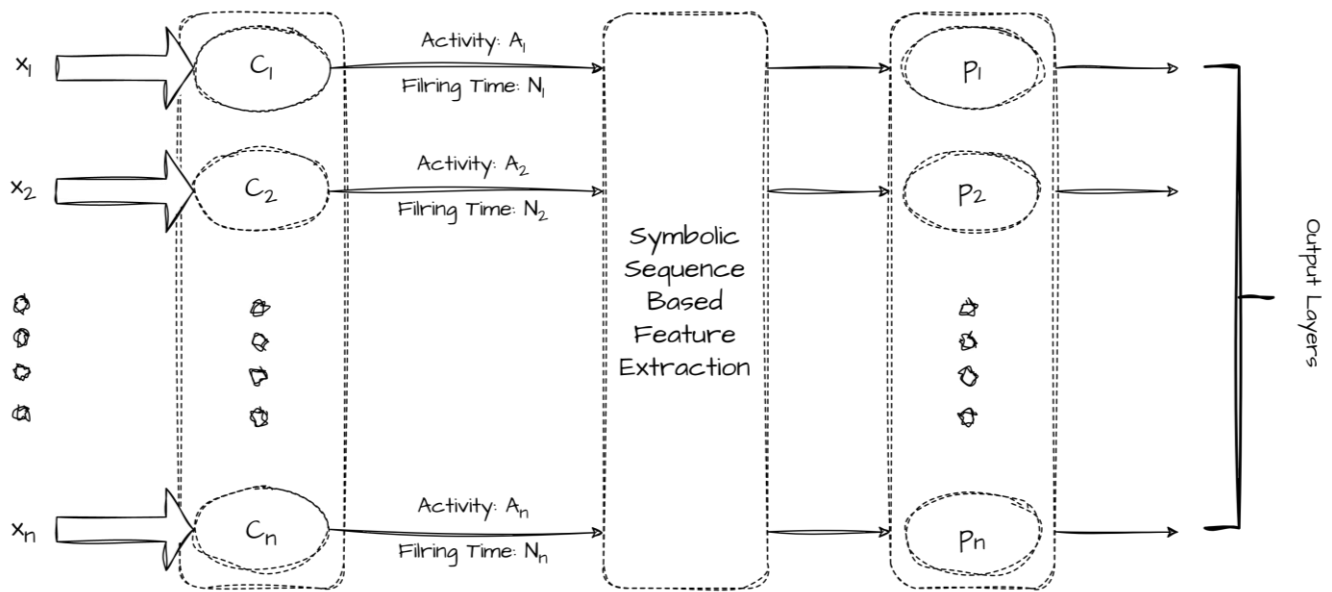 x₁
C₁
Activity: A₁
Filring Time: N₁
P₁
x₂
C₂
Activity: A₂
Filring Time: N₂
P₂
Symbolic
Sequence
Based
Feature
Extraction
Output Layers
xₙ
Cₙ
Activity: Aₙ
Filring Time: Nₙ
Pₙ